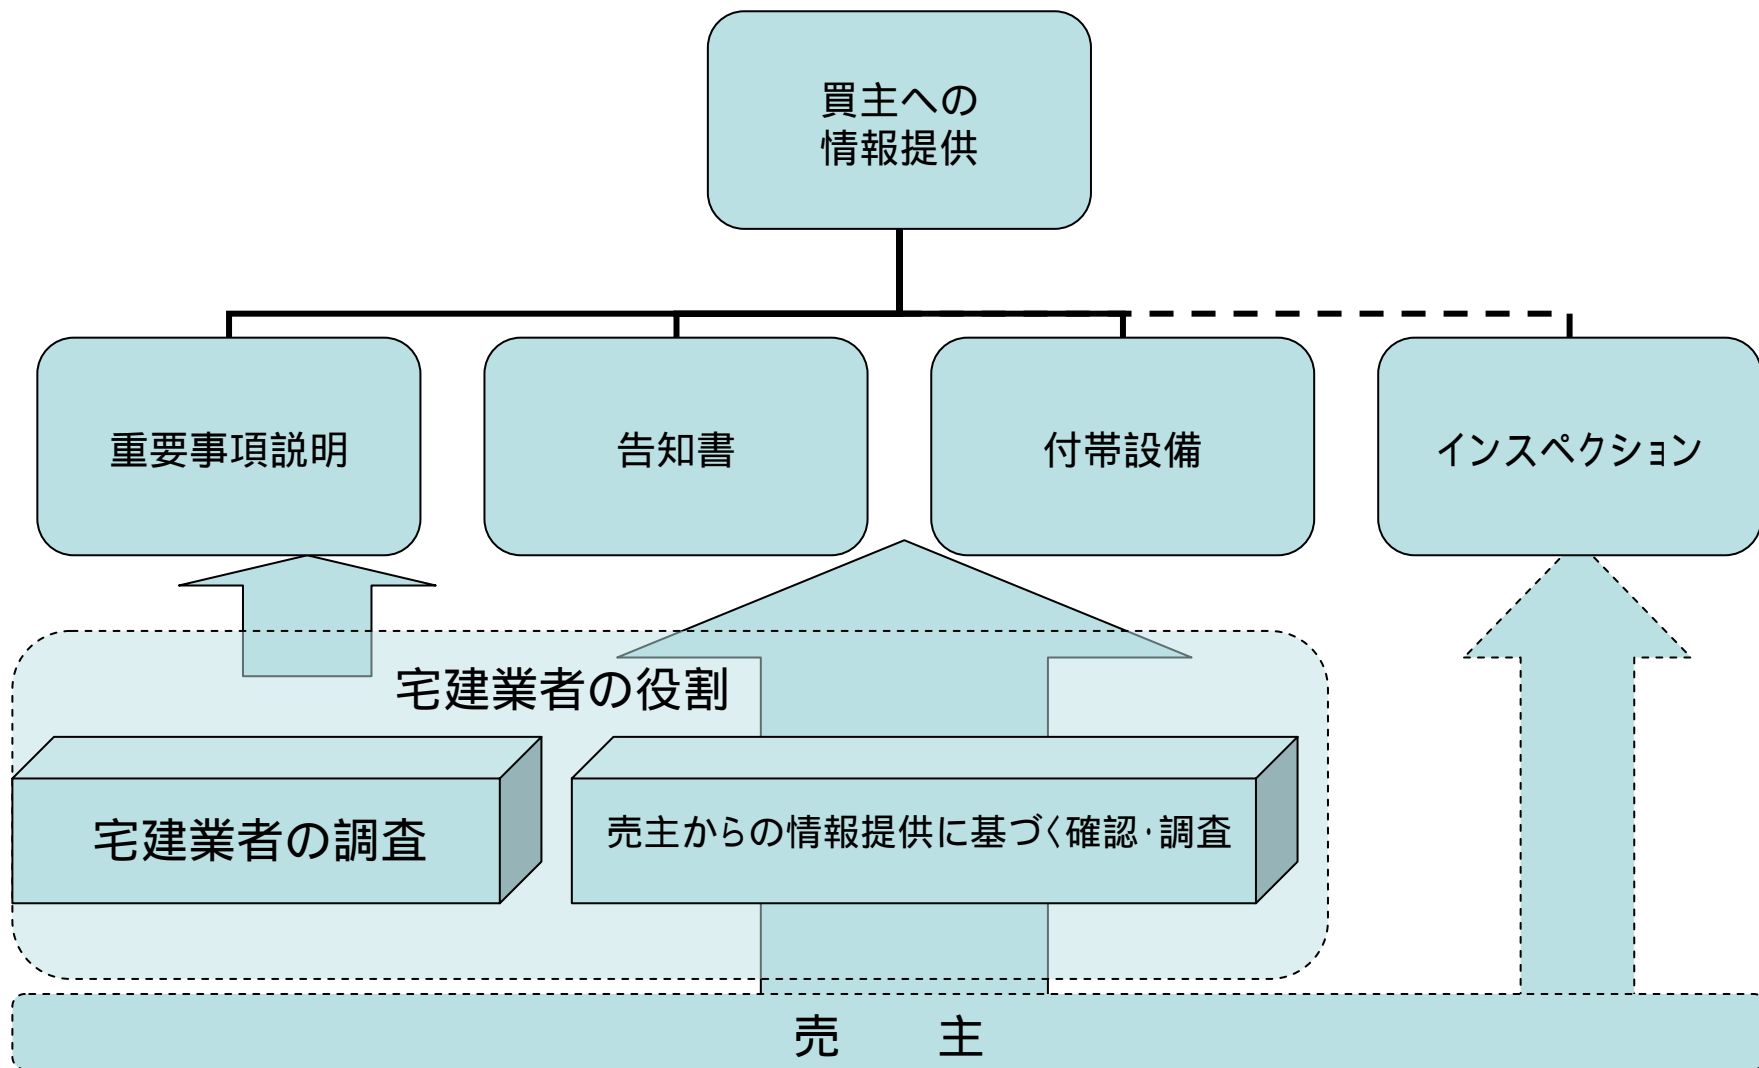 買主への
情報提供
重要事項説明
告知書
付帯設備
インスペクション
宅建業者の役割
宅建業者の調査
売主からの情報提供に基づく確認・調査
売　　主